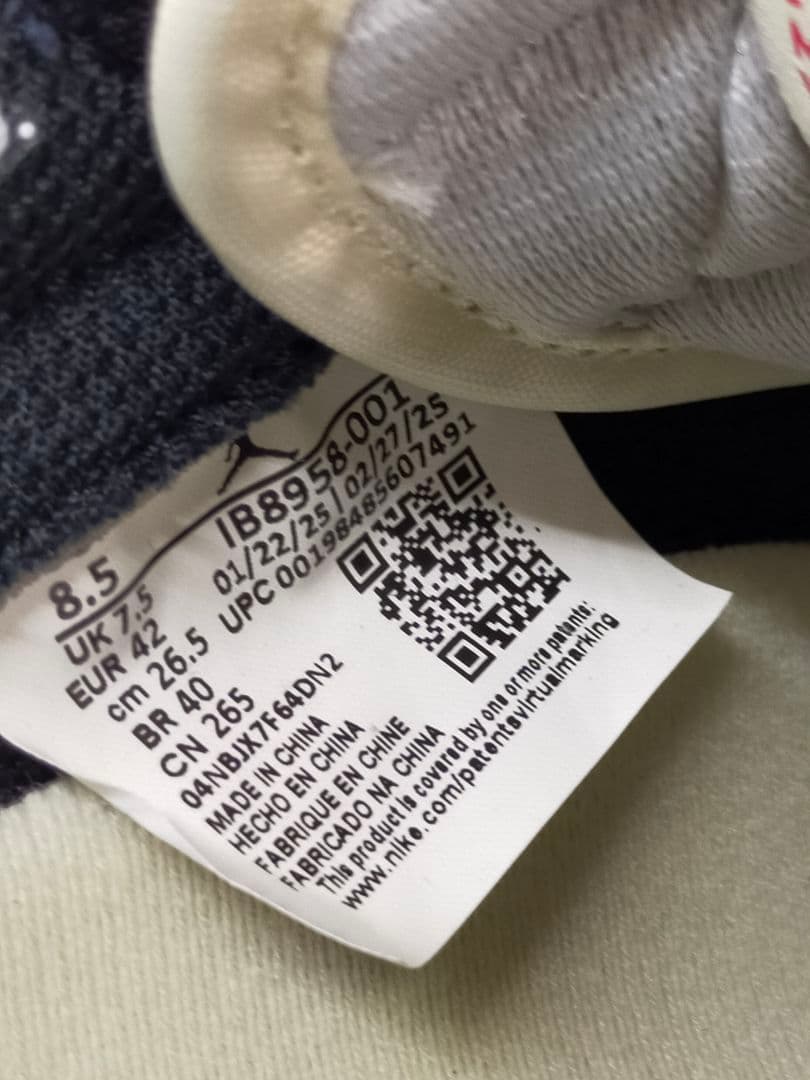 8.5
UK 7.5
EUR 42
cm 26.5
BR 40
CN 265
IB8958-001
01/22/25 | 02/27/25
UPC 00198485607491
04NBJX7F64DN2
MADE IN CHINA
HECHO EN CHINA
FABRIQUE EN CHINE
FABRICADO NA CHINA
This product is covered by one or more patents:
www.nike.com/patentsvirtualmarking